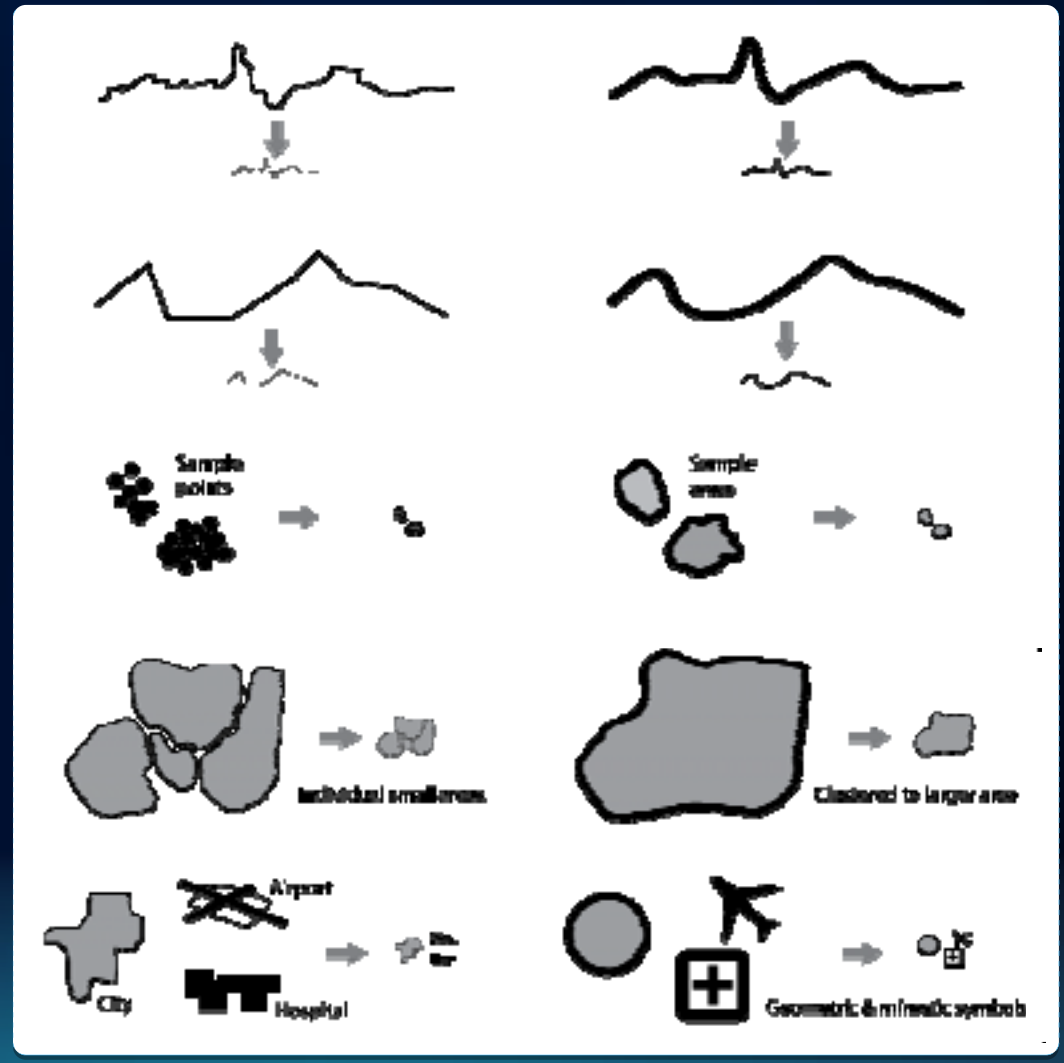 Sample
points
Sample
areas
Individual small areas
Clustered to larger area
Airport
City
Hospital
Geometric & mimetic symbols